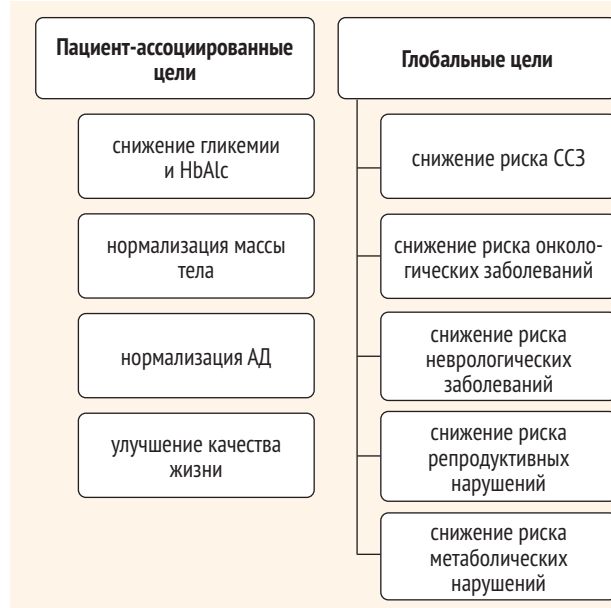 Пациент-ассоциированные
цели
снижение гликемии
и HbAlc
нормализация массы
тела
нормализация АД
улучшение качества
жизни
Глобальные цели
снижение риска ССЗ
снижение риска онколо-
гических заболеваний
снижение риска
неврологических
заболеваний
снижение риска
репродуктивных
нарушений
снижение риска
метаболических
нарушений